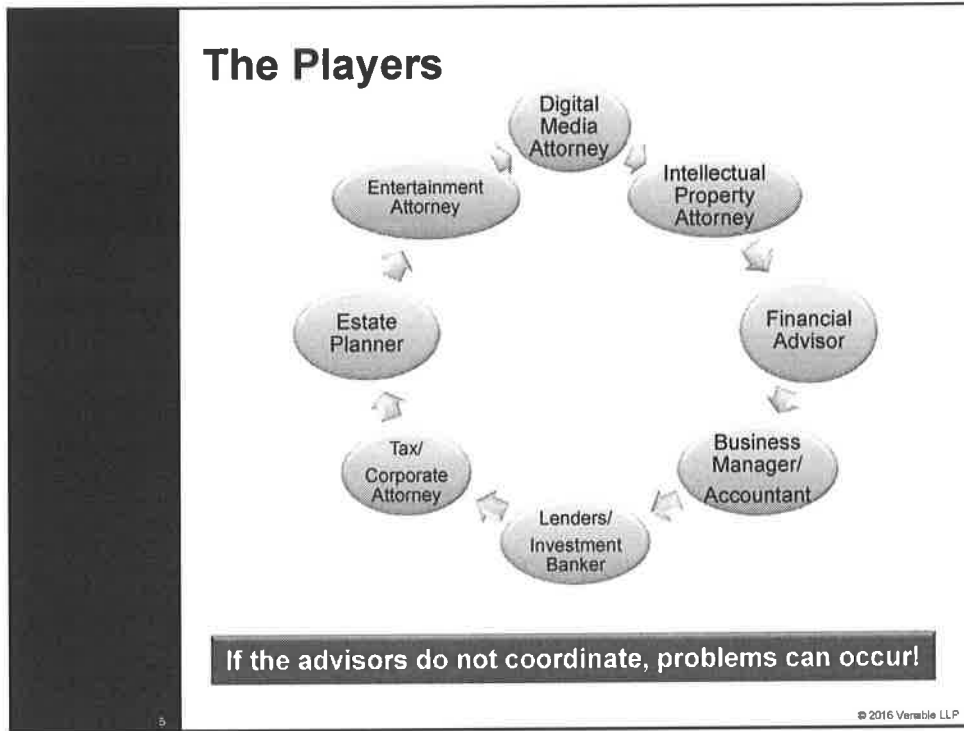 The Players
Digital
Media
Attorney
Intellectual
Property
Attorney
Financial
Advisor
Business
Manager/
Accountant
Lenders/
Investment
Banker
Tax/
Corporate
Attorney
Estate
Planner
Entertainment
Attorney
If the advisors do not coordinate, problems can occur!
5
© 2016 Venable LLP